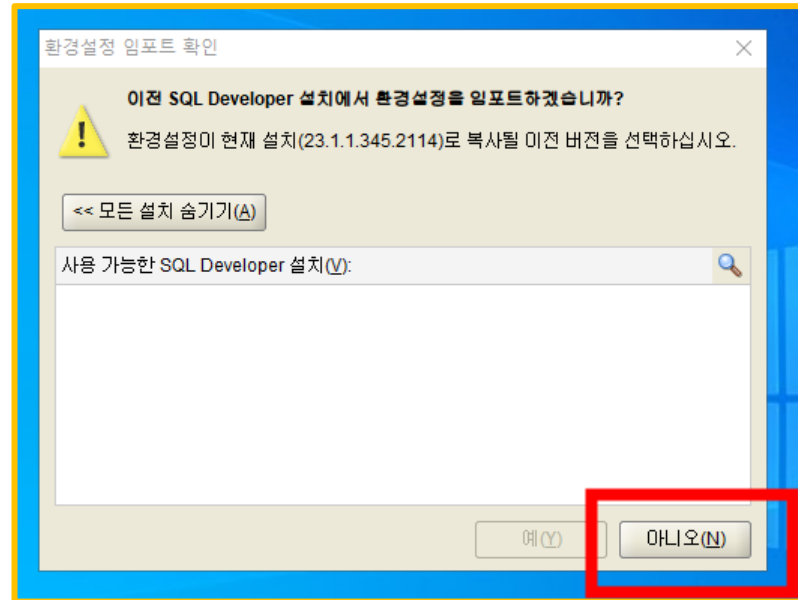 환경설정 임포트 확인
이전 SQL Developer 설치에서 환경설정을 임포트하겠습니까?
환경설정이 현재 설치(23.1.1.345.2114)로 복사될 이전 버전을 선택하십시오.
<< 모든 설치 숨기기(A)
사용 가능한 SQL Developer 설치(V):
예(Y)
아니오(N)